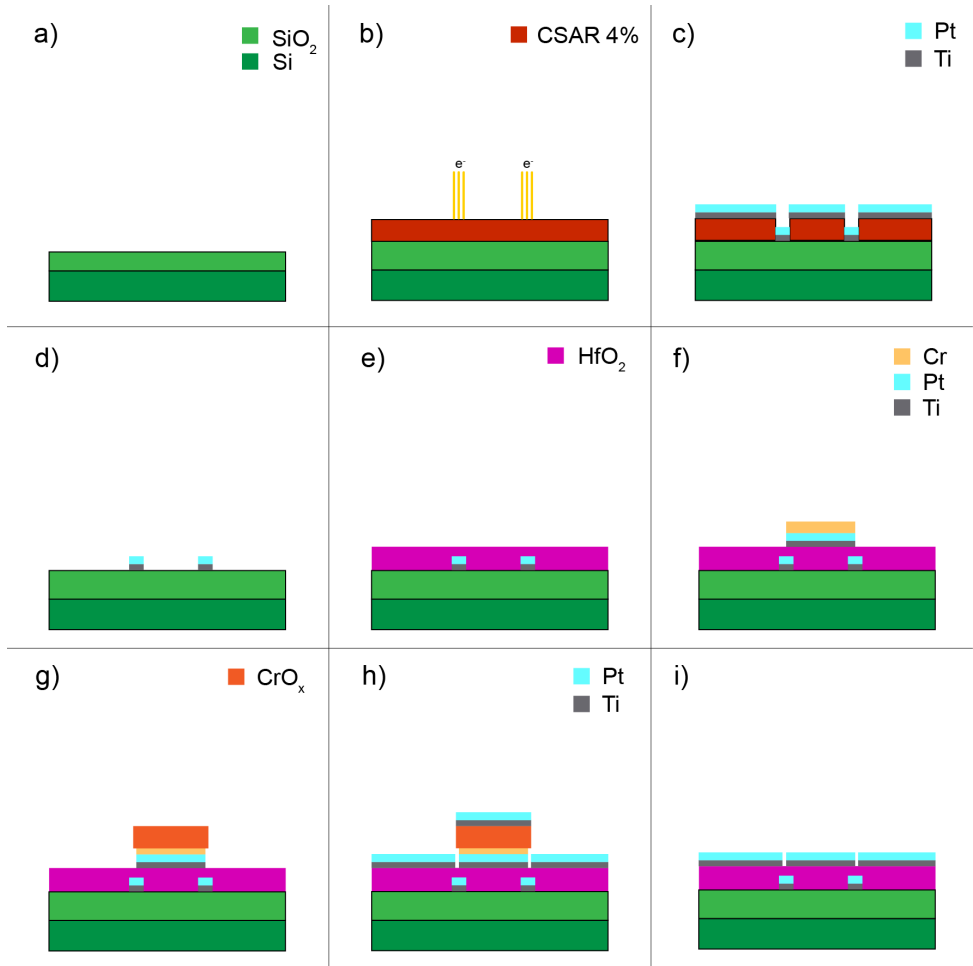 a)
SiO₂
Si
b)
CSAR 4%
e⁻ e⁻
c)
Pt
Ti
d)
e)
HfO₂
f)
Cr
Pt
Ti
g)
CrOₓ
h)
Pt
Ti
i)